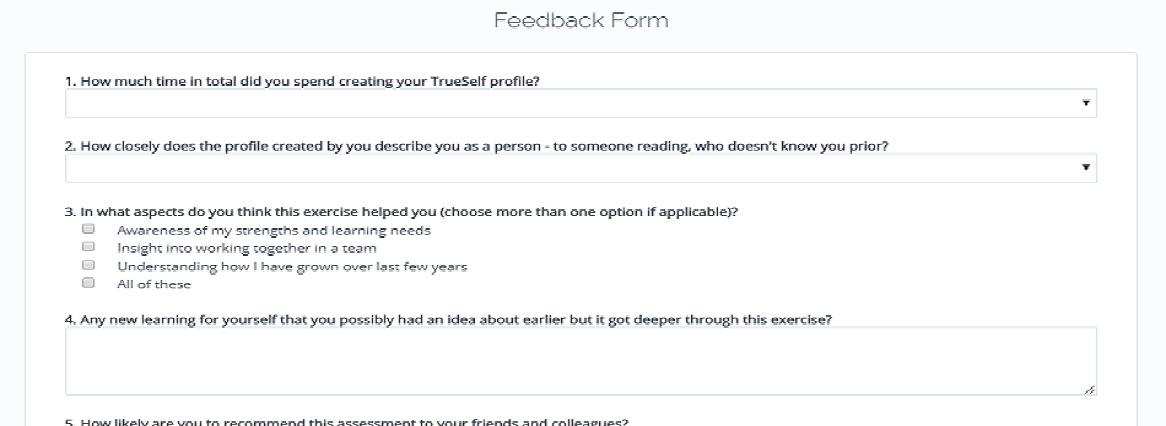 Feedback Form
1. How much time in total did you spend creating your TrueSelf profile?
2. How closely does the profile created by you describe you as a person - to someone reading, who doesn't know you prior?
3. In what aspects do you think this exercise helped you (choose more than one option if applicable)?
Awareness of my strengths and learning needs
Insight into working together in a team
Understanding how I have grown over last few years
All of these
4. Any new learning for yourself that you possibly had an idea about earlier but it got deeper through this exercise?
5. How likely are you to recommend this assessment to your friends and colleagues?